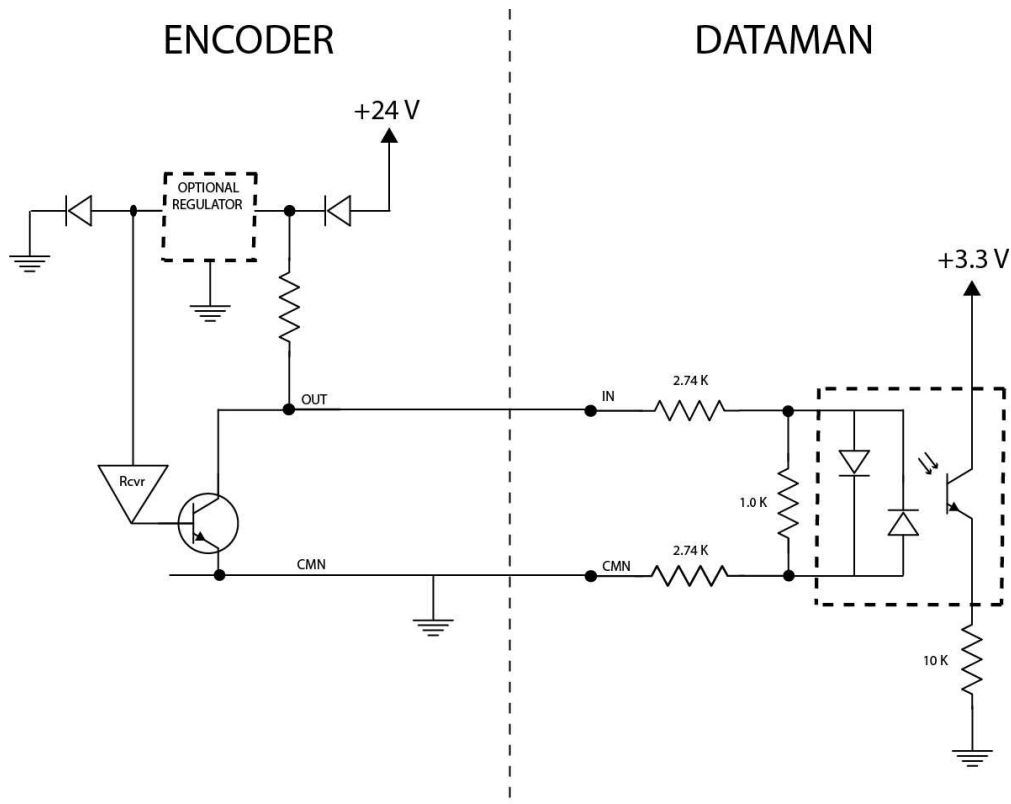 ENCODER
DATAMAN
+24 V
OPTIONAL
REGULATOR
+3.3 V
2.74 K
OUT
IN
Rcvr
1.0 K
2.74 K
CMN
CMN
10 K